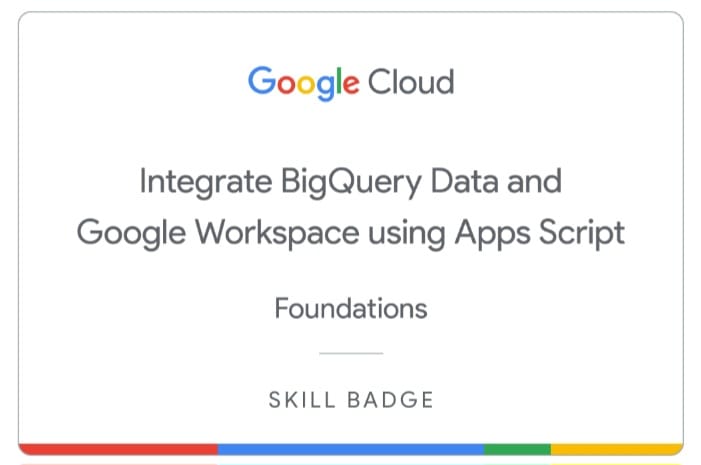 Google Cloud
Integrate BigQuery Data and
Google Workspace using Apps Script
Foundations
SKILL BADGE